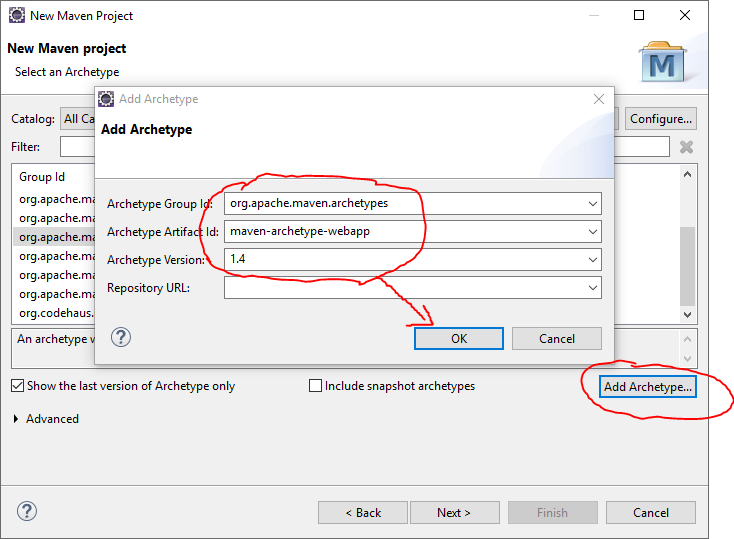 New Maven Project
New Maven project
Select an Archetype
M
Catalog:
All Ca
Configure...
Filter:
Add Archetype
Add Archetype
Group Id
org.apache.ma
org.apache.ma
org.apache.ma
org.apache.ma
org.apache.ma
org.apache.ma
org.codehaus.
Archetype Group Id:
org.apache.maven.archetypes
Archetype Artifact Id:
maven-archetype-webapp
Archetype Version:
1.4
Repository URL:
?
OK
Cancel
An archetype w
Show the last version of Archetype only
Include snapshot archetypes
Add Archetype...
Advanced
?
< Back
Next >
Finish
Cancel